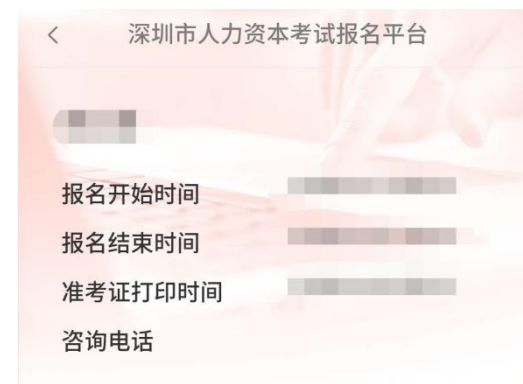 深圳市人力资本考试报名平台
报名开始时间
报名结束时间
准考证打印时间
咨询电话